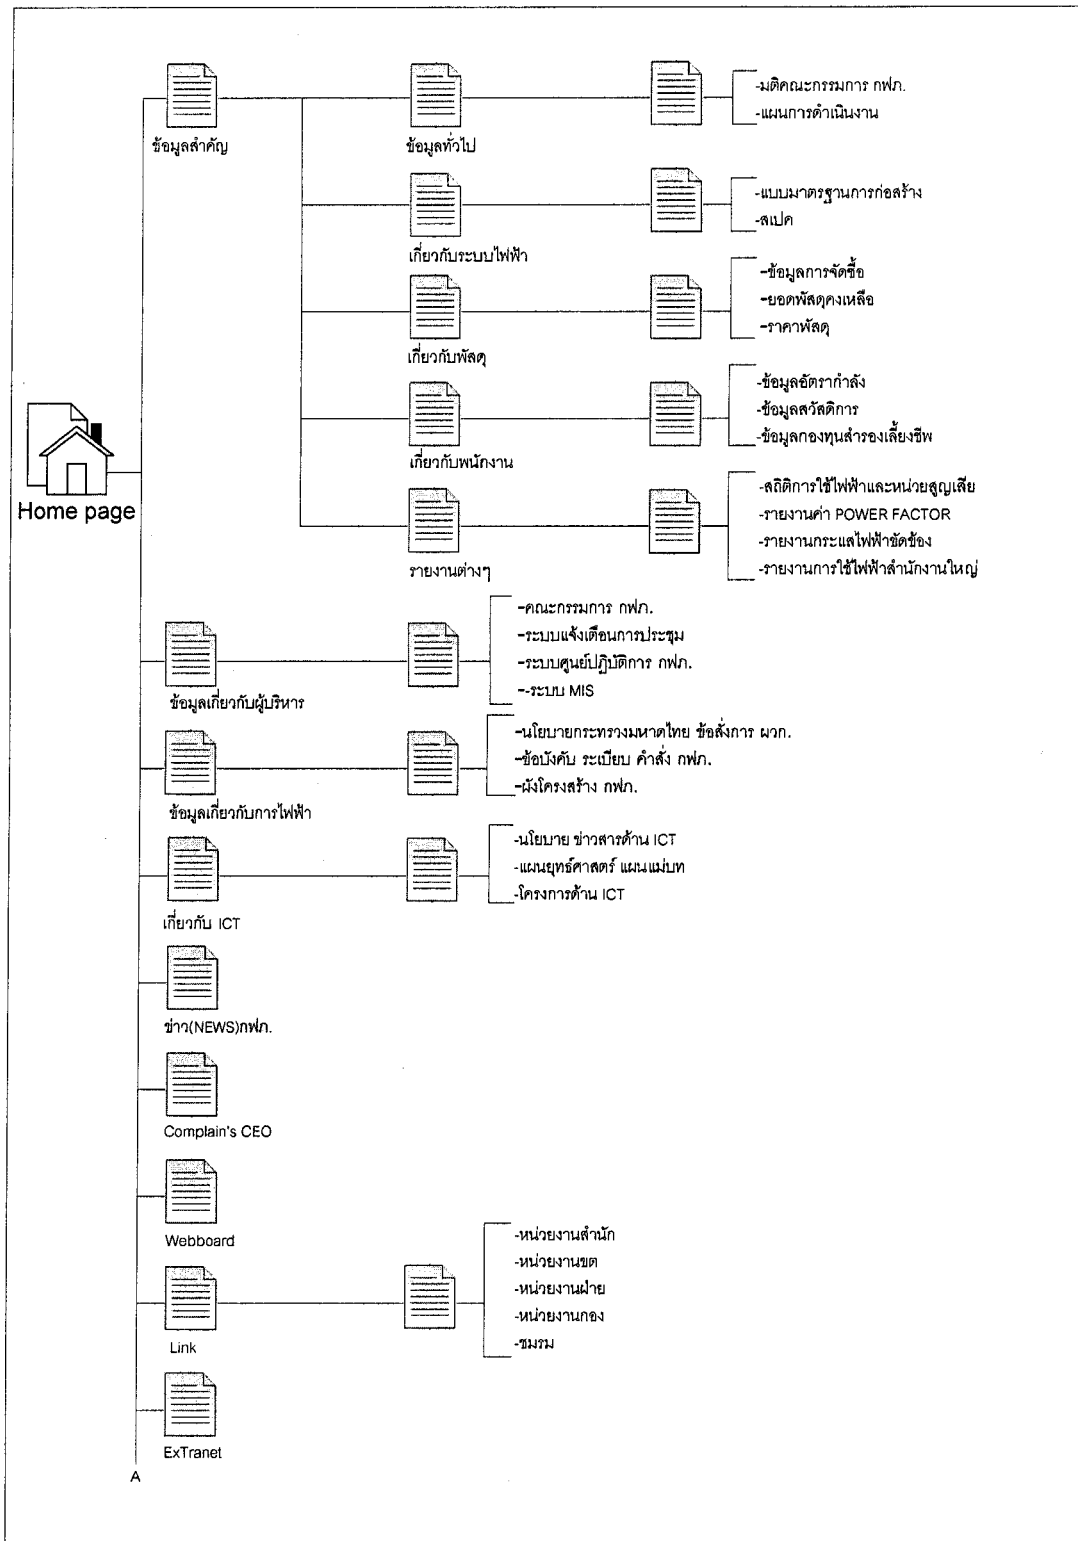 -มติคณะกรรมการ กฟภ.
-แผนการดำเนินงาน
ข้อมูลสำคัญ
ข้อมูลทั่วไป
-แบบมาตรฐานการก่อสร้าง
-สเปค
เกี่ยวกับระบบไฟฟ้า
-ข้อมูลการจัดซื้อ
-ยอดพัสดุคงเหลือ
-ราคาพัสดุ
เกี่ยวกับพัสดุ
-ข้อมูลอัตรากำลัง
-ข้อมูลสวัสดิการ
-ข้อมูลกองทุนสำรองเลี้ยงชีพ
เกี่ยวกับพนักงาน
Home page
-สถิติการใช้ไฟฟ้าและหน่วยสูญเสีย
-รายงานค่า POWER FACTOR
-รายงานกระแสไฟฟ้าขัดข้อง
-รายงานการใช้ไฟฟ้าสำนักงานใหญ่
รายงานต่างๆ
-คณะกรรมการ กฟภ.
-ระบบแจ้งเตือนการประชุม
-ระบบศูนย์ปฏิบัติการ กฟภ.
--ระบบ MIS
ข้อมูลเกี่ยวกับผู้บริหาร
-นโยบายกระทรวงมหาดไทย ข้อสั่งการ ผวก.
-ข้อบังคับ ระเบียบ คำสั่ง กฟภ.
-ผังโครงสร้าง กฟภ.
ข้อมูลเกี่ยวกับการไฟฟ้า
-นโยบาย ข่าวสารด้าน ICT
-แผนยุทธ์ศาสตร์ แผนแม่บท
-โครงการด้าน ICT
เกี่ยวกับ ICT
ข่าว(NEWS)กฟภ.
Complain's CEO
Webboard
-หน่วยงานสำนัก
-หน่วยงานขต
-หน่วยงานฝ่าย
-หน่วยงานกอง
-ชมรม
Link
ExTranet
A